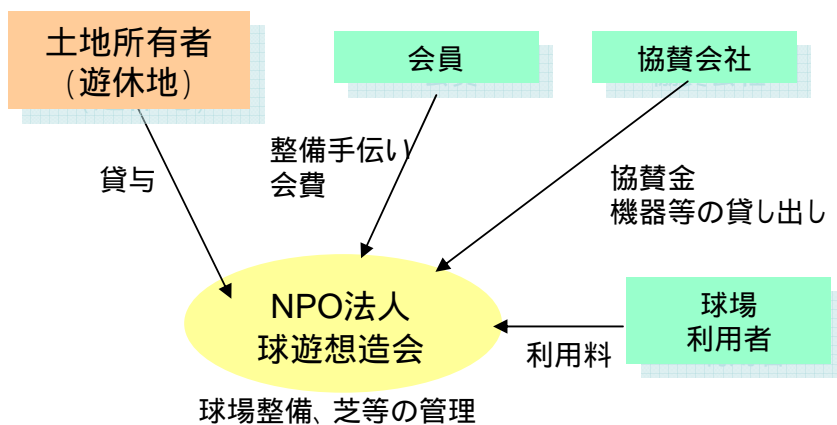 土地所有者
(遊休地)
会員
協賛会社
貸与
整備手伝い
会費
協賛金
機器等の貸し出し
NPO法人
球遊想造会
球場
利用者
利用料
球場整備、芝等の管理